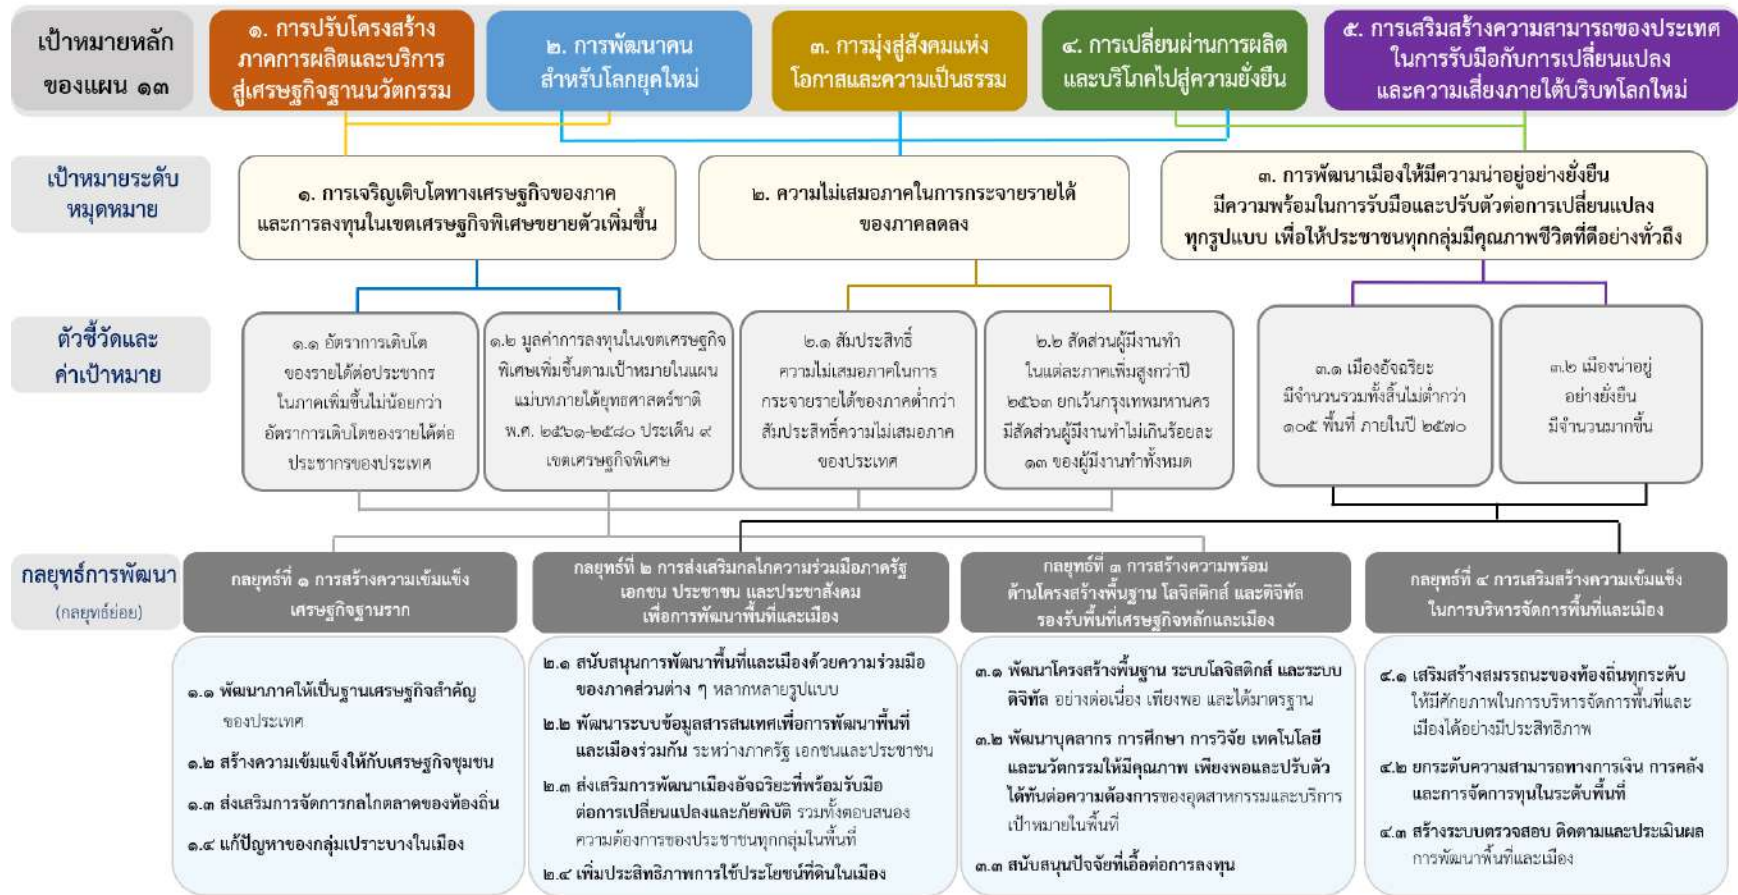 เป้าหมายหลัก
ของแผน ๑๓
๑. การปรับโครงสร้าง
ภาคการผลิตและบริการ
สู่เศรษฐกิจฐานนวัตกรรม
๒. การพัฒนาคน
สำหรับโลกยุคใหม่
๓. การมุ่งสู่สังคมแห่ง
โอกาสและความเป็นธรรม
๔. การเปลี่ยนผ่านการผลิต
และบริโภคไปสู่ความยั่งยืน
๕. การเสริมสร้างความสามารถของประเทศ
ในการรับมือกับการเปลี่ยนแปลง
และความเสี่ยงภายใต้บริบทโลกใหม่
เป้าหมายระดับ
หมุดหมาย
๑. การเจริญเติบโตทางเศรษฐกิจของภาค
และการลงทุนในเขตเศรษฐกิจพิเศษขยายตัวเพิ่มขึ้น
๒. ความไม่เสมอภาคในการกระจายรายได้
ของภาคลดลง
๓. การพัฒนาเมืองให้มีความน่าอยู่อย่างยั่งยืน
มีความพร้อมในการรับมือและปรับตัวต่อการเปลี่ยนแปลง
ทุกรูปแบบ เพื่อให้ประชาชนทุกกลุ่มมีคุณภาพชีวิตที่ดีอย่างทั่วถึง
ตัวชี้วัดและ
ค่าเป้าหมาย
๑.๑ อัตราการเติบโต
ของรายได้ต่อประชากร
ในภาคเพิ่มขึ้นไม่น้อยกว่า
อัตราการเติบโตของรายได้ต่อ
ประชากรของประเทศ
๑.๒ มูลค่าการลงทุนในเขตเศรษฐกิจ
พิเศษเพิ่มขึ้นตามเป้าหมายในแผน
แม่บทภายใต้ยุทธศาสตร์ชาติ
พ.ศ. ๒๕๖๑-๒๕๘๐ ประเด็น ๙
เขตเศรษฐกิจพิเศษ
๒.๑ สัมประสิทธิ์
ความไม่เสมอภาคในการ
กระจายรายได้ของภาคต่ำกว่า
สัมประสิทธิ์ความไม่เสมอภาค
ของประเทศ
๒.๒ สัดส่วนผู้มีงานทำ
ในแต่ละภาคเพิ่มสูงกว่าปี
๒๕๖๓ ยกเว้นกรุงเทพมหานคร
มีสัดส่วนผู้มีงานทำไม่เกินร้อยละ
๑๓ ของผู้มีงานทำทั้งหมด
๓.๑ เมืองอัจฉริยะ
มีจำนวนรวมทั้งสิ้นไม่ต่ำกว่า
๑๐๕ พื้นที่ ภายในปี ๒๕๗๐
๓.๒ เมืองน่าอยู่
อย่างยั่งยืน
มีจำนวนมากขึ้น
กลยุทธ์การพัฒนา
(กลยุทธ์ย่อย)
กลยุทธ์ที่ ๑ การสร้างความเข้มแข็ง
เศรษฐกิจฐานราก
๑.๑ พัฒนาภาคให้เป็นฐานเศรษฐกิจสำคัญ
ของประเทศ
๑.๒ สร้างความเข้มแข็งให้กับเศรษฐกิจชุมชน
๑.๓ ส่งเสริมการจัดการกลไกตลาดของท้องถิ่น
๑.๔ แก้ปัญหาของกลุ่มเปราะบางในเมือง
กลยุทธ์ที่ ๒ การส่งเสริมกลไกความร่วมมือภาครัฐ
เอกชน ประชาชน และประชาสังคม
เพื่อการพัฒนาพื้นที่และเมือง
๒.๑ สนับสนุนการพัฒนาพื้นที่และเมืองด้วยความร่วมมือ
ของภาคส่วนต่าง ๆ หลากหลายรูปแบบ
๒.๒ พัฒนาระบบข้อมูลสารสนเทศเพื่อการพัฒนาพื้นที่
และเมืองร่วมกัน ระหว่างภาครัฐ เอกชนและประชาชน
๒.๓ ส่งเสริมการพัฒนาเมืองอัจฉริยะที่พร้อมรับมือ
ต่อการเปลี่ยนแปลงและภัยพิบัติ รวมทั้งตอบสนอง
ความต้องการของประชาชนทุกกลุ่มในพื้นที่
๒.๔ เพิ่มประสิทธิภาพการใช้ประโยชน์ที่ดินในเมือง
กลยุทธ์ที่ ๓ การสร้างความพร้อม
ด้านโครงสร้างพื้นฐาน โลจิสติกส์ และดิจิทัล
รองรับพื้นที่เศรษฐกิจหลักและเมือง
๓.๑ พัฒนาโครงสร้างพื้นฐาน ระบบโลจิสติกส์ และระบบ
ดิจิทัล อย่างต่อเนื่อง เพียงพอ และได้มาตรฐาน
๓.๒ พัฒนาบุคลากร การศึกษา การวิจัย เทคโนโลยี
และนวัตกรรมให้มีคุณภาพ เพียงพอและปรับตัว
ได้ทันต่อความต้องการของอุตสาหกรรมและบริการ
เป้าหมายในพื้นที่
๓.๓ สนับสนุนปัจจัยที่เอื้อต่อการลงทุน
กลยุทธ์ที่ ๔ การเสริมสร้างความเข้มแข็ง
ในการบริหารจัดการพื้นที่และเมือง
๔.๑ เสริมสร้างสมรรถนะของท้องถิ่นทุกระดับ
ให้มีศักยภาพในการบริหารจัดการพื้นที่และ
เมืองได้อย่างมีประสิทธิภาพ
๔.๒ ยกระดับความสามารถทางการเงิน การคลัง
และการจัดการทุนในระดับพื้นที่
๔.๓ สร้างระบบตรวจสอบ ติดตามและประเมินผล
การพัฒนาพื้นที่และเมือง